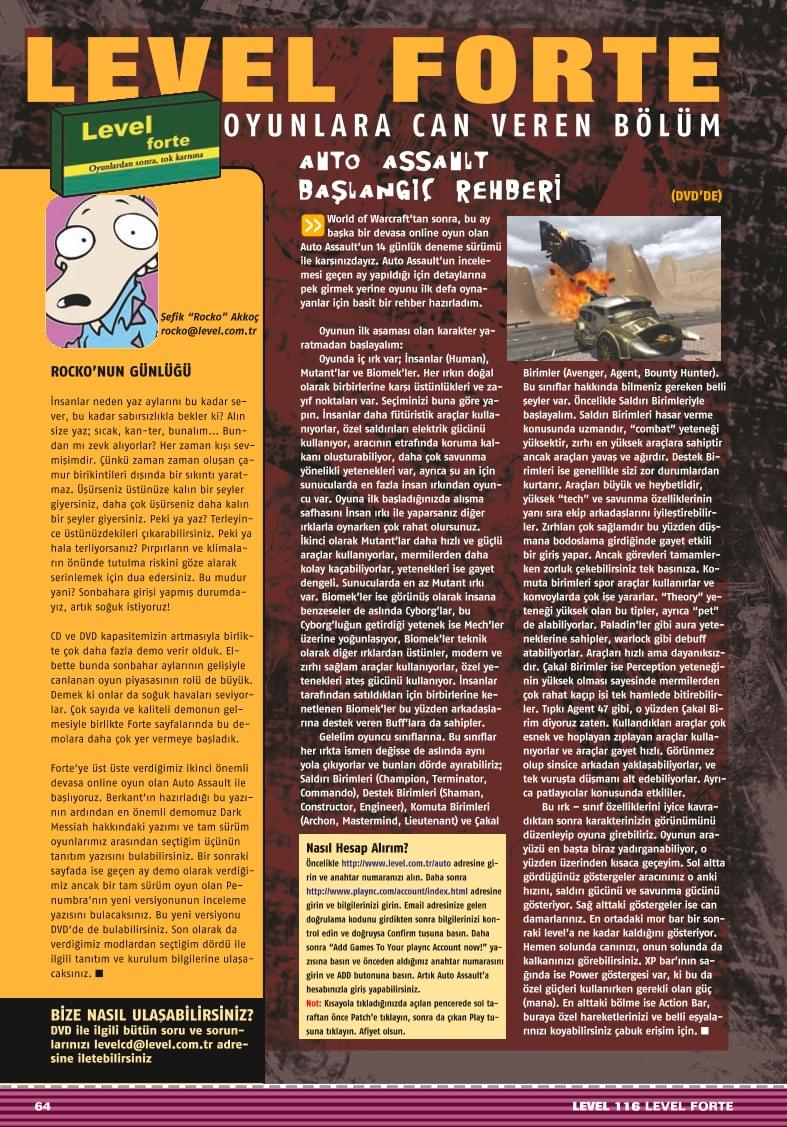 LEVEL FORTE
OYUNLARA CAN VEREN BÖLÜM
Level
forte
Oyunlardan sonra, tok karnına
Şefik “Rocko” Akkoç
rocko@level.com.tr
ROCKO’NUN GÜNLÜĞÜ
İnsanlar neden yaz aylarını bu kadar se-
ver, bu kadar sabırsızlıkla bekler ki? Alın
size yaz; sıcak, kan-ter, bunalım... Bun-
dan mı zevk alıyorlar? Her zaman kışı sev-
mişimdir. Çünkü zaman zaman oluşan ça-
mur birikintileri dışında bir sıkıntı yarat-
maz. Üşürseniz üstünüze kalın bir şeyler
giyersiniz, daha çok üşürseniz daha kalın
bir şeyler giyersiniz. Peki ya yaz? Terleyin-
ce üstünüzdekileri çıkarabilirsiniz. Peki ya
hala terliyorsanız? Pırpırların ve klimala-
rın önünde tutulma riskini göze alarak
serinlemek için dua edersiniz. Bu mudur
yani? Sonbahara girişi yapmış durumda-
yız, artık soğuk istiyoruz!
CD ve DVD kapasitemizin artmasıyla birlik-
te çok daha fazla demo verir olduk. El-
bette bunda sonbahar aylarının gelişiyle
canlanan oyun piyasasının rolü de büyük.
Demek ki onlar da soğuk havaları seviyor-
lar. Çok sayıda ve kaliteli demonun gel-
mesiyle birlikte Forte sayfalarında bu de-
molara daha çok yer vermeye başladık.
Forte’ye üst üste verdiğimiz ikinci önemli
devasa online oyun olan Auto Assault ile
başlıyoruz. Berkant’ın hazırladığı bu yazı-
nın ardından en önemli demomuz Dark
Messiah hakkındaki yazımı ve tam sürüm
oyunlarımız arasından seçtiğim üçünün
tanıtım yazısını bulabilirsiniz. Bir sonraki
sayfada ise geçen ay demo olarak verdiği-
miz ancak bir tam sürüm oyun olan Pe-
numbra’nın yeni versiyonunun inceleme
yazısını bulacaksınız. Bu yeni versiyonu
DVD’de de bulabilirsiniz. Son olarak da
verdiğimiz modlardan seçtiğim dördü ile
ilgili tanıtım ve kurulum bilgilerine ulaşa-
caksınız. ■
BİZE NASIL ULAŞABİLİRSİNİZ?
DVD ile ilgili bütün soru ve sorun-
larınızı levelcd@level.com.tr adre-
sine iletebilirsiniz
AUTO ASSAULT
BAŞLANGIÇ REHBERİ
(DVD’DE)
World of Warcraft’tan sonra, bu ay
başka bir devasa online oyun olan
Auto Assault’un 14 günlük deneme sürümü
ile karşınızdayız. Auto Assault’un incele-
mesi geçen ay yapıldığı için detaylarına
pek girmek yerine oyunu ilk defa oyna-
yanlar için basit bir rehber hazırladım.
Oyunun ilk aşaması olan karakter ya-
ratmadan başlayalım:
Oyunda iç ırk var; İnsanlar (Human),
Mutant’lar ve Biomek’ler. Her ırkın doğal
olarak birbirlerine karşı üstünlükleri ve za-
yıf noktaları var. Seçiminizi buna göre ya-
pın. İnsanlar daha fütüristik araçlar kulla-
nıyorlar, özel saldırıları elektrik gücünü
kullanıyor, aracının etrafında koruma kal-
kanı oluşturabiliyor, daha çok savunma
yönelikli yetenekleri var, ayrıca şu an için
sunucularda en fazla insan ırkından oyun-
cu var. Oyuna ilk başladığınızda alışma
safhasını İnsan ırkı ile yaparsanız diğer
ırklarla oynarken çok rahat olursunuz.
İkinci olarak Mutant’lar daha hızlı ve güçlü
araçlar kullanıyorlar, mermilerden daha
kolay kaçabiliyorlar, yetenekleri ise gayet
dengeli. Sunucularda en az Mutant ırkı
var. Biomek’ler ise görünüş olarak insana
benzeseler de aslında Cyborg’lar, bu
Cyborg’luğun getirdiği yetenek ise Mech’ler
üzerine yoğunlaşıyor, Biomek’ler teknik
olarak diğer ırklardan üstünler, modern ve
zırhı sağlam araçlar kullanıyorlar, özel ye-
tenekleri ateş gücünü kullanıyor. İnsanlar
tarafından satıldıkları için birbirlerine ke-
netlenen Biomek’ler bu yüzden arkadaşla-
rına destek veren Buff’lara da sahipler.
Gelelim oyuncu sınıflarına. Bu sınıflar
her ırkta ismen değişse de aslında aynı
yola çıkıyorlar ve bunları dörde ayırabiliriz;
Saldırı Birimleri (Champion, Terminator,
Commando), Destek Birimleri (Shaman,
Constructor, Engineer), Komuta Birimleri
(Archon, Mastermind, Lieutenant) ve Çakal
Nasıl Hesap Alırım?
Öncelikle http://www.level.com.tr/auto adresine gi-
rin ve anahtar numaranızı alın. Daha sonra
http://www.plaync.com/account/index.html adresine
girin ve bilgilerinizi girin. Email adresinize gelen
doğrulama kodunu girdikten sonra bilgilerinizi kon-
trol edin ve doğruysa Confirm tuşuna basın. Daha
sonra “Add Games To Your plaync Account now!” ya-
zısına basın ve önceden aldığınız anahtar numarasını
girin ve ADD butonuna basın. Artık Auto Assault’a
hesabınızla giriş yapabilirsiniz.
Not: Kısayola tıkladığınızda açılan pencerede sol ta-
raftan önce Patch’e tıklayın, sonra da çıkan Play tu-
şuna tıklayın. Afiyet olsun.
Birimler (Avenger, Agent, Bounty Hunter).
Bu sınıflar hakkında bilmeniz gereken belli
şeyler var. Öncelikle Saldırı Birimleriyle
başlayalım. Saldırı Birimleri hasar verme
konusunda uzmandır, “combat” yeteneği
yüksektir, zırhı en yüksek araçlara sahiptir
ancak araçları yavaş ve ağırdır. Destek Bi-
rimleri ise genellikle sizi zor durumlardan
kurtarır. Araçları büyük ve heybetlidir,
yüksek “tech” ve savunma özelliklerinin
yanı sıra ekip arkadaşlarını iyileştirebilir-
ler. Zırhları çok sağlamdır bu yüzden düş-
mana bodoslama girdiğinde gayet etkili
bir giriş yapar. Ancak görevleri tamamlar-
ken zorluk çekebilirsiniz tek başınıza. Ko-
muta birimleri spor araçlar kullanırlar ve
konvoylarda çok işe yararlar. “Theory” ye-
teneği yüksek olan bu tipler, ayrıca “pet”
de alabiliyorlar. Paladin’ler gibi aura yete-
neklerine sahipler, warlock gibi debuff
atabiliyorlar. Araçları hızlı ama dayanıksız-
dır. Çakal Birimler ise Perception yeteneği-
nin yüksek olması sayesinde mermilerden
çok rahat kaçıp işi tek hamlede bitirebilir-
ler. Tıpkı Agent 47 gibi, o yüzden Çakal Bi-
rim diyoruz zaten. Kullandıkları araçlar çok
esnek ve hoplayan zıplayan araçlar kulla-
nıyorlar ve araçlar gayet hızlı. Görünmez
olup sinsice arkadan yaklaşabiliyorlar, ve
tek vuruşta düşmanı alt edebiliyorlar. Ayrı-
ca patlayıcılar konusunda etkililer.
Bu ırk – sınıf özelliklerini iyice kavra-
dıktan sonra karakterinizin görünümünü
düzenleyip oyuna girebiliriz. Oyunun ara-
yüzü en başta biraz yadırganabiliyor, o
yüzden üzerinden kısaca geçeyim. Sol altta
gördüğünüz göstergeler aracınınız o anki
hızını, saldırı gücünü ve savunma gücünü
gösteriyor. Sağ alttaki göstergeler ise can
damarlarınız. En ortadaki mor bar bir son-
raki level’a ne kadar kaldığını gösteriyor.
Hemen solunda canınızı, onun solunda da
kalkanınızı görebilirsiniz. XP bar’ının sa-
ğında ise Power göstergesi var, ki bu da
özel güçleri kullanırken gerekli olan güç
(mana). En alttaki bölme ise Action Bar,
buraya özel hareketlerinizi ve belli eşyala-
rınızı koyabilirsiniz çabuk erişim için. ■
64
LEVEL 116 LEVEL FORTE